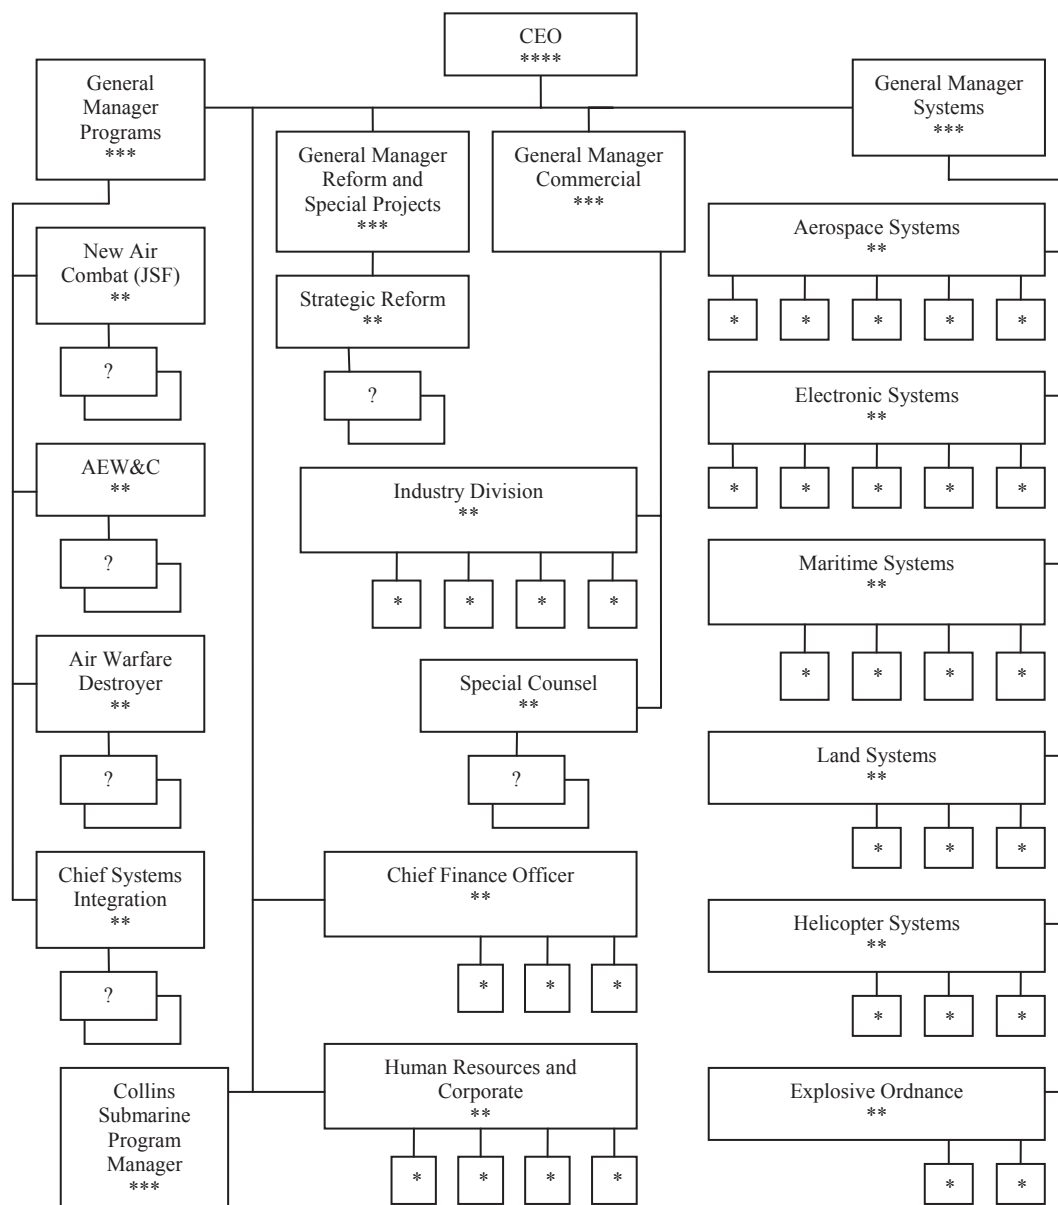 CEO
****
General
Manager
Programs
***
General Manager
Reform and
Special Projects
***
General Manager
Commercial
***
General Manager
Systems
***
New Air
Combat (JSF)
**
?
AEW&C
**
?
Air Warfare
Destroyer
**
?
Chief Systems
Integration
**
?
Collins
Submarine
Program
Manager
***
Strategic Reform
**
?
Industry Division
**
* * * *
Special Counsel
**
?
Chief Finance Officer
**
* * *
Human Resources and
Corporate
**
* * * *
Aerospace Systems
**
* * * * *
Electronic Systems
**
* * * * *
Maritime Systems
**
* * * *
Land Systems
**
* * *
Helicopter Systems
**
* * *
Explosive Ordnance
**
* *